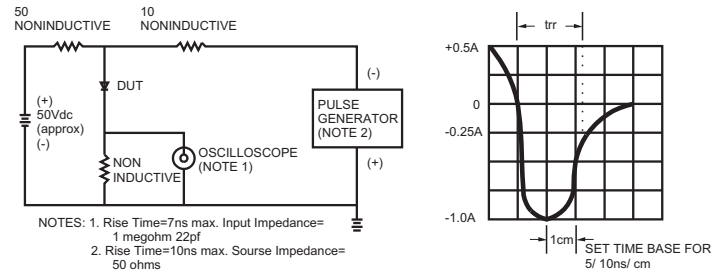 50
NONINDUCTIVE
10
NONINDUCTIVE
trr
+0.5A
(-)
DUT
(+)
50Vdc
(approx)
(-)
PULSE
GENERATOR
(NOTE 2)
0
-0.25A
NON
INDUCTIVE
OSCILLOSCOPE
(NOTE 1)
(+)
-1.0A
1cm
SET TIME BASE FOR
5/ 10ns/ cm
NOTES: 1. Rise Time=7ns max. Input Impedance=
1 megohm 22pf
2. Rise Time=10ns max. Sourse Impedance=
50 ohms